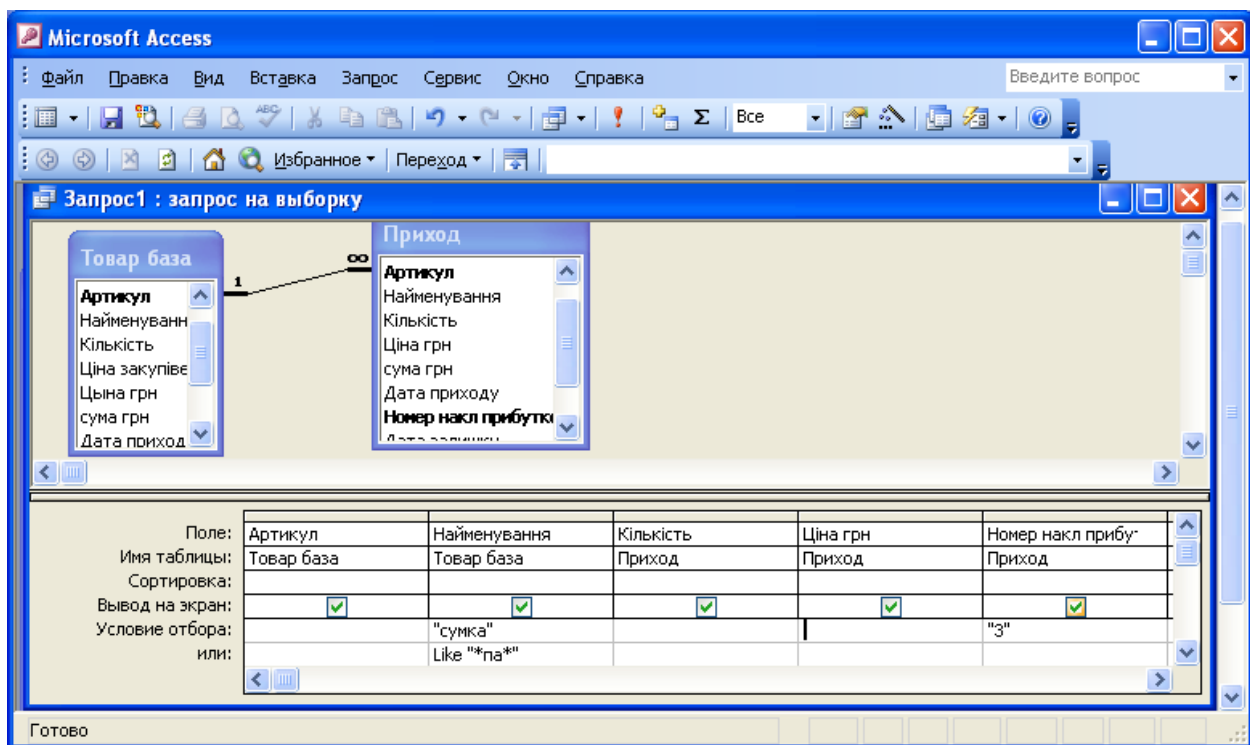 Microsoft Access
Файл Правка Вид Вставка Запрос Сервис Окно Справка Введите вопрос
ABC Σ Все
Избранное Переход
Запрос1 : запрос на выборку
Товар база
Приход
1 ∞
Артикул
Найменуванн
Кількість
Ціна закупіве
Цына грн
сума грн
Дата приход
Артикул
Найменування
Кількість
Ціна грн
сума грн
Дата приходу
Номер накл прибутк
Поле: Артикул Найменування Кількість Ціна грн Номер накл прибут
Имя таблицы: Товар база Товар база Приход Приход Приход
Сортировка:
Вывод на экран:
Условие отбора: "сумка" "3"
или: Like "*па*"
Готово